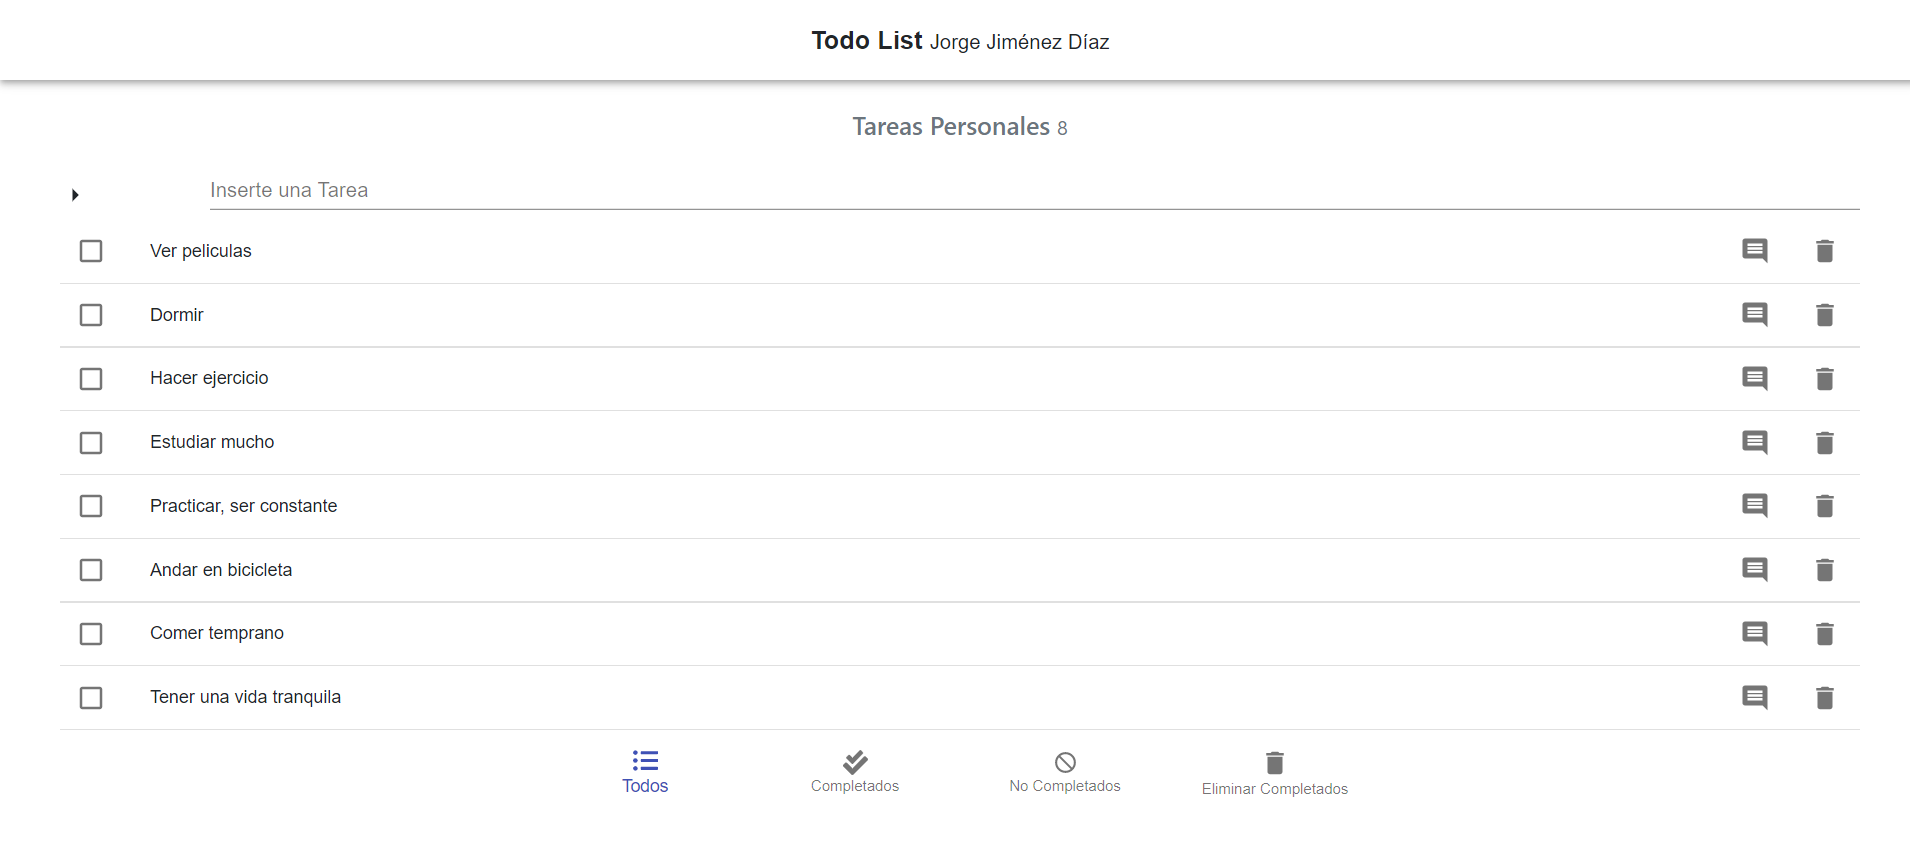 Todo List Jorge Jiménez Díaz
Tareas Personales 8
Inserte una Tarea
Ver peliculas
Dormir
Hacer ejercicio
Estudiar mucho
Practicar, ser constante
Andar en bicicleta
Comer temprano
Tener una vida tranquila
Todos Completados No Completados Eliminar Completados